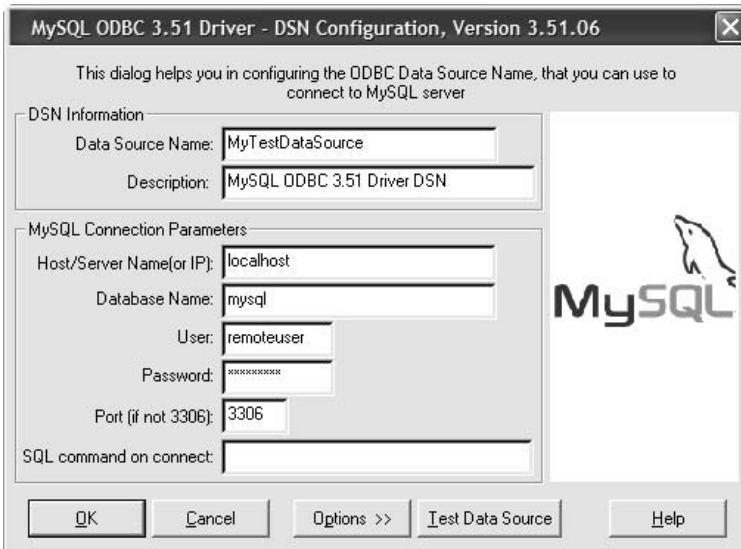 MySQL ODBC 3.51 Driver - DSN Configuration, Version 3.51.06
This dialog helps you in configuring the ODBC Data Source Name, that you can use to
connect to MySQL server
DSN Information
Data Source Name: MyTestDataSource
Description: MySQL ODBC 3.51 Driver DSN
MySQL Connection Parameters
Host/Server Name(or IP): localhost
Database Name: mysql
User: remoteuser
Password: *********
Port (if not 3306): 3306
SQL command on connect:
MySQL
OK Cancel Options >> Test Data Source Help